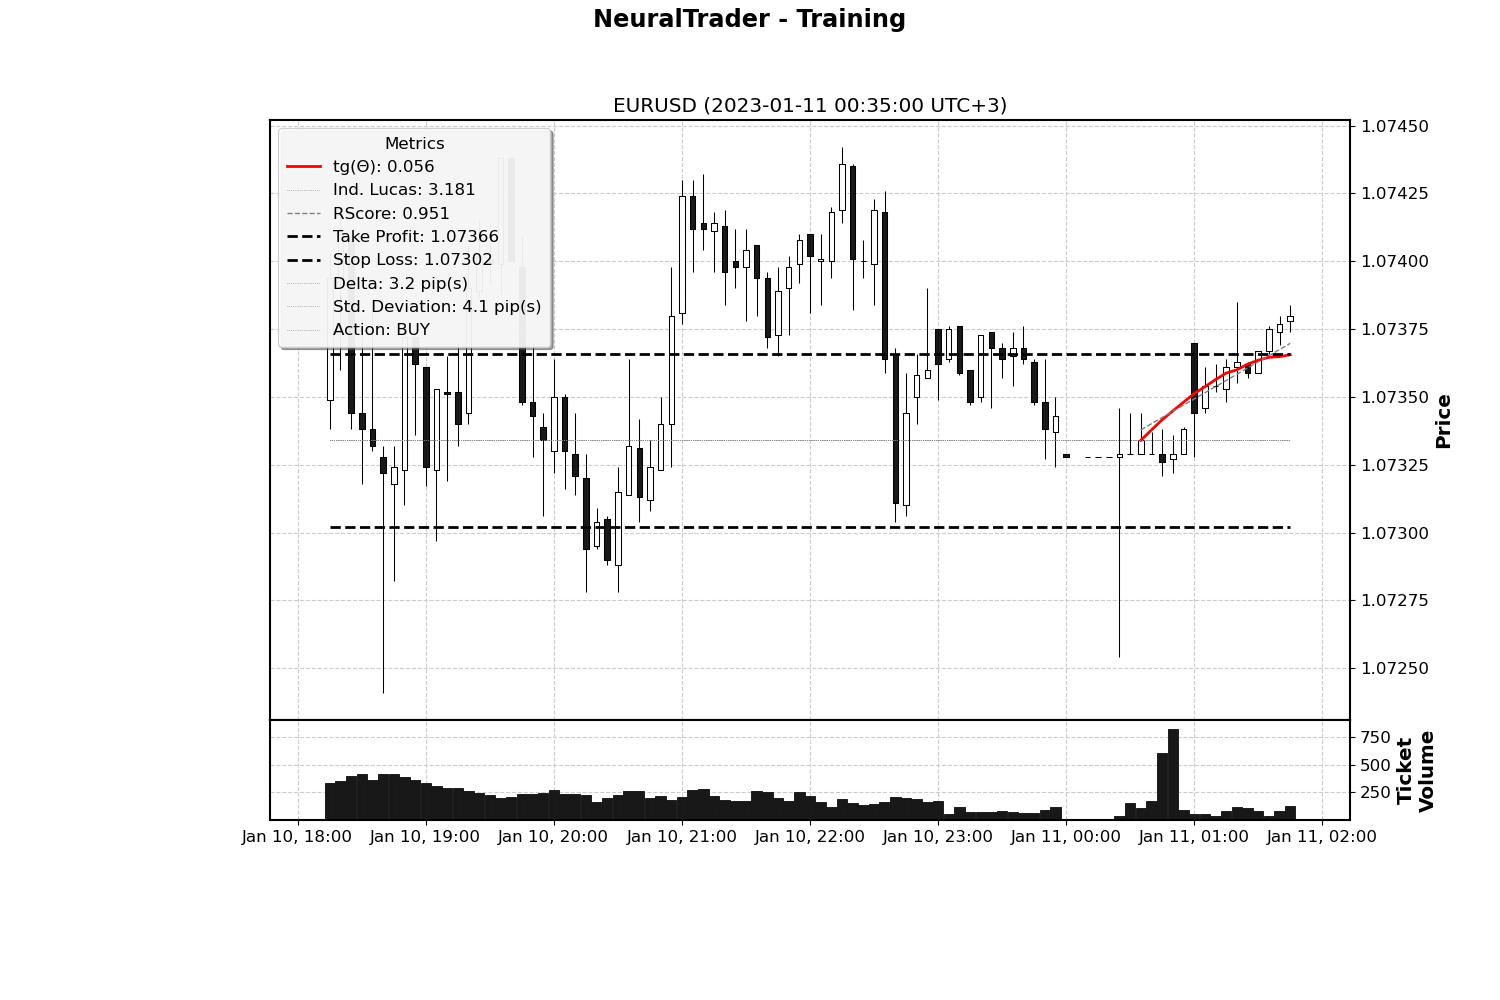 NeuralTrader - Training
EURUSD (2023-01-11 00:35:00 UTC+3)
Metrics
tg(Θ): 0.056
Ind. Lucas: 3.181
RScore: 0.951
Take Profit: 1.07366
Stop Loss: 1.07302
Delta: 3.2 pip(s)
Std. Deviation: 4.1 pip(s)
Action: BUY
1.07450
1.07425
1.07400
1.07375
1.07350
1.07325
1.07300
1.07275
1.07250
Price
750
500
250
Ticket
Volume
Jan 10, 18:00 Jan 10, 19:00 Jan 10, 20:00 Jan 10, 21:00 Jan 10, 22:00 Jan 10, 23:00 Jan 11, 00:00 Jan 11, 01:00 Jan 11, 02:00